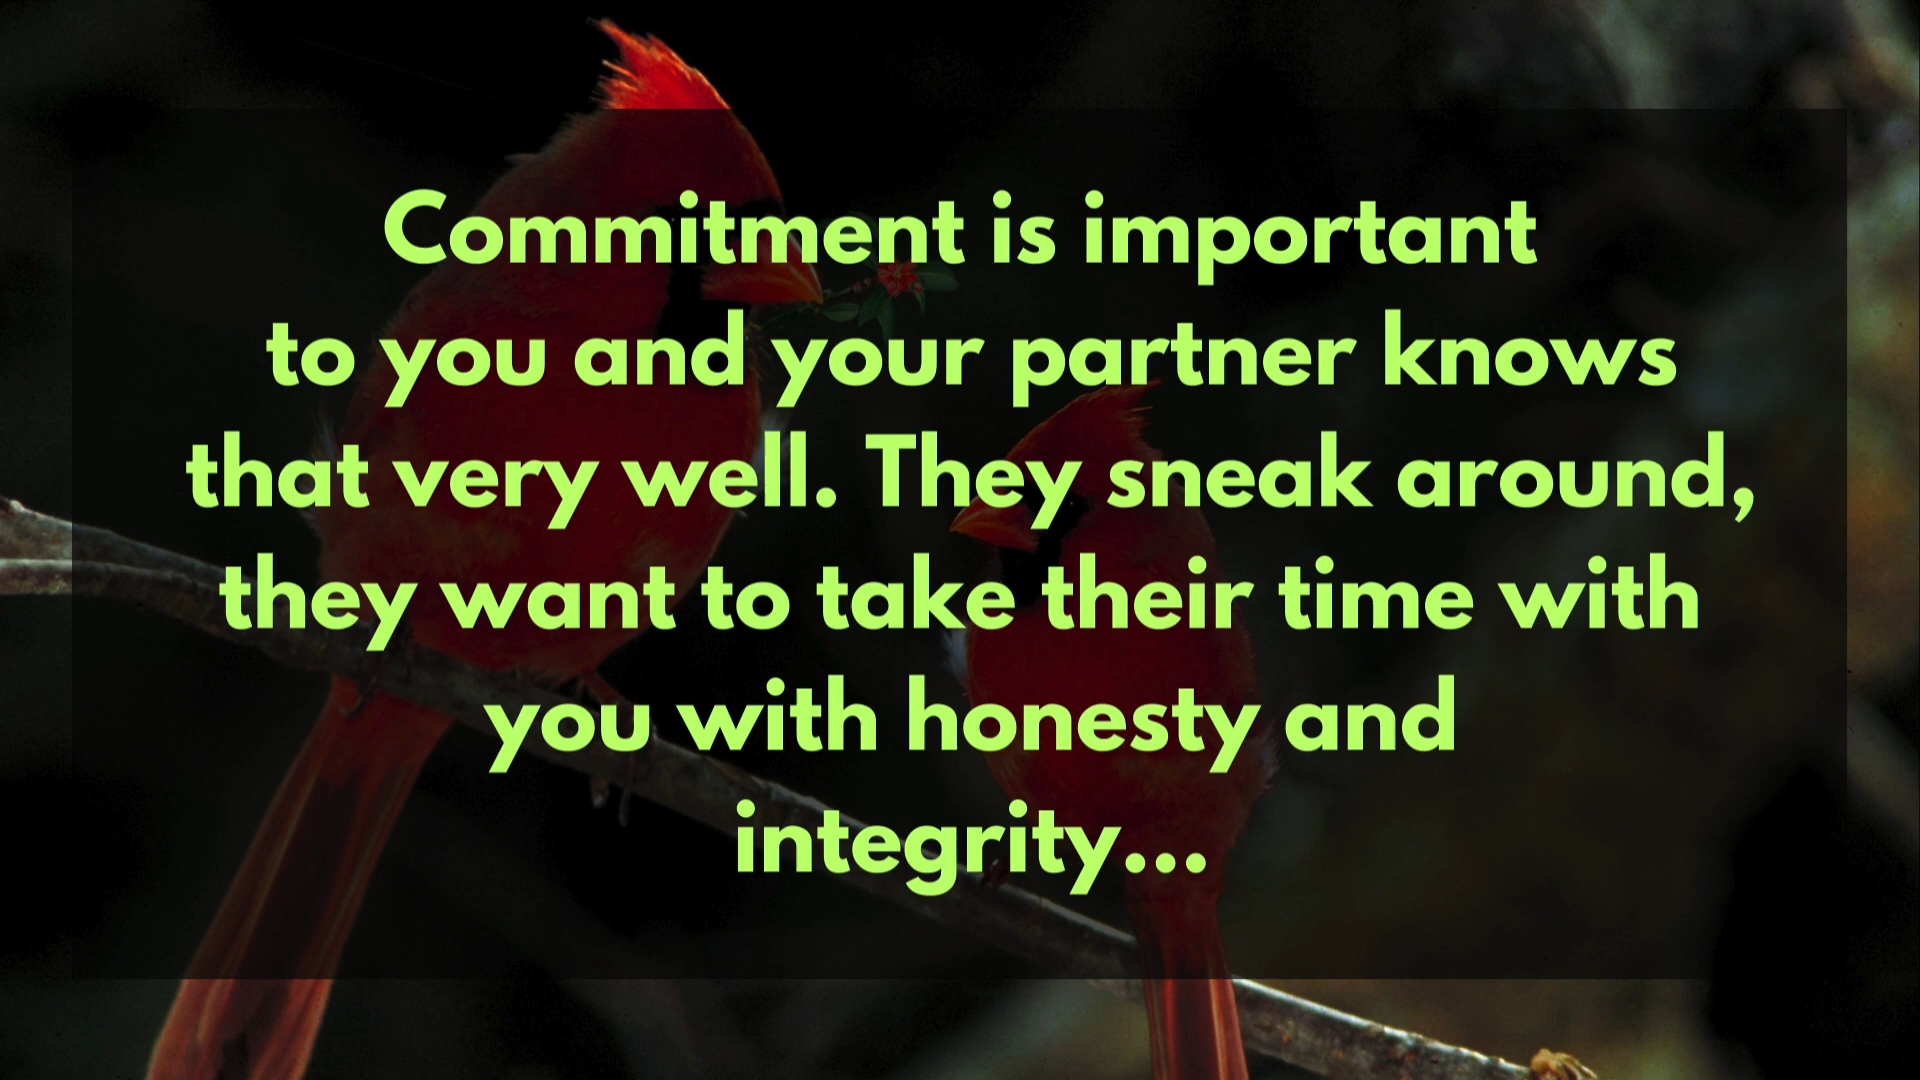 Commitment is important
to you and your partner knows
that very well. They sneak around,
they want to take their time with
you with honesty and
integrity...